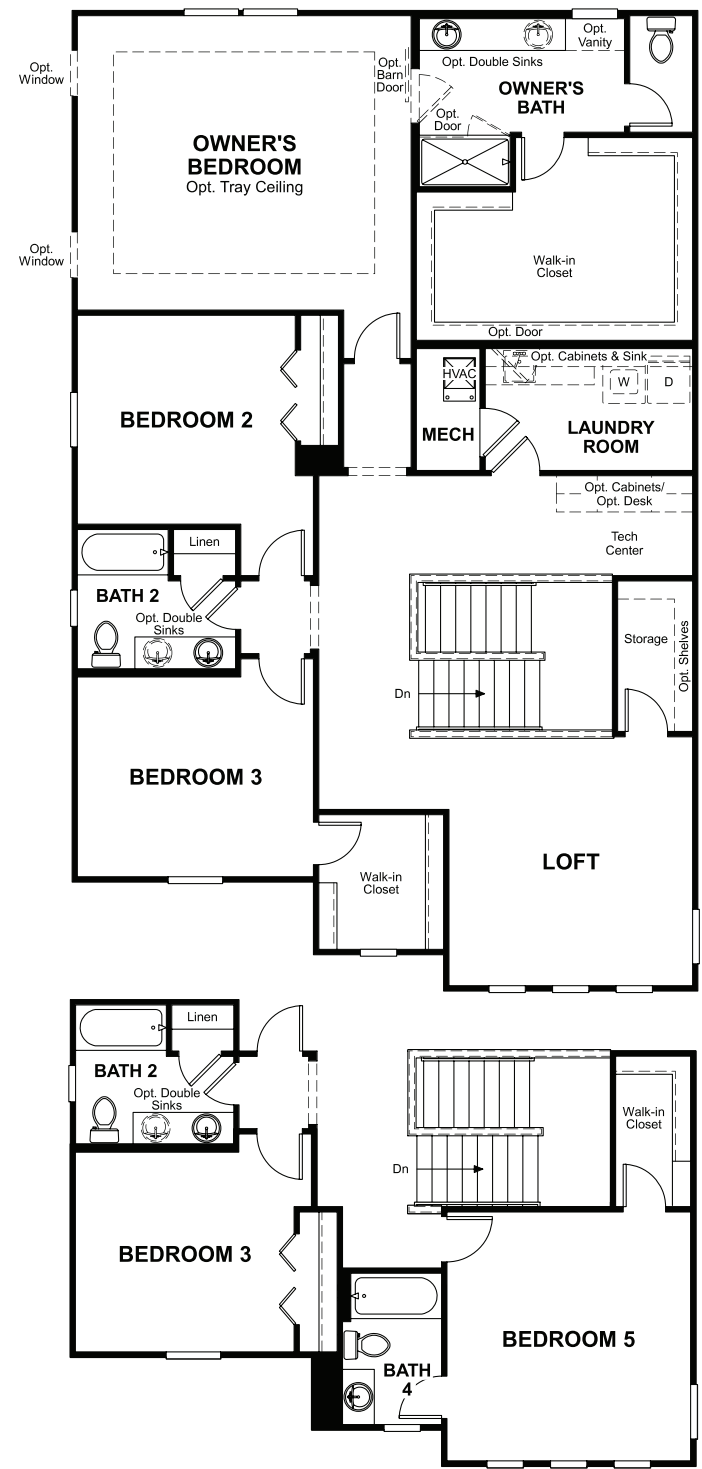 Opt.
Window
Opt.
Barn
Door
Opt. Double Sinks
Opt.
Vanity
OWNER'S
BATH
Opt.
Door
OWNER'S
BEDROOM
Opt. Tray Ceiling
Opt.
Window
Walk-in
Closet
Opt. Door
Opt. Cabinets & Sink
HVAC
W
D
BEDROOM 2
MECH
LAUNDRY
ROOM
Opt. Cabinets/
Opt. Desk
Linen
Tech
Center
BATH 2
Opt. Double
Sinks
Storage
Opt. Shelves
Dn
BEDROOM 3
LOFT
Walk-in
Closet
Linen
BATH 2
Opt. Double
Sinks
Walk-in
Closet
Dn
BEDROOM 3
BEDROOM 5
BATH
4